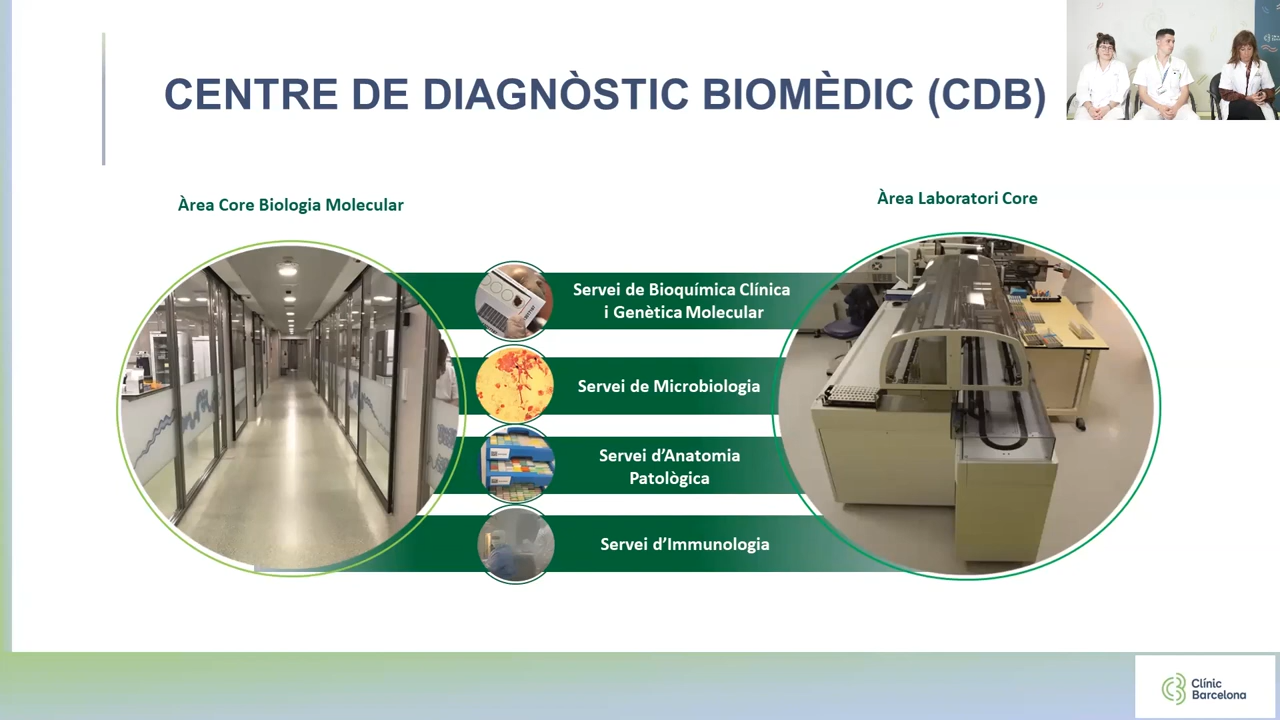 CENTRE DE DIAGNÒSTIC BIOMÈDIC (CDB)
Àrea Core Biologia Molecular
Àrea Laboratori Core
Servei de Bioquímica Clínica
i Genètica Molecular
Servei de Microbiologia
Servei d’Anatomia
Patològica
Servei d’Immunologia
Clínic
Barcelona